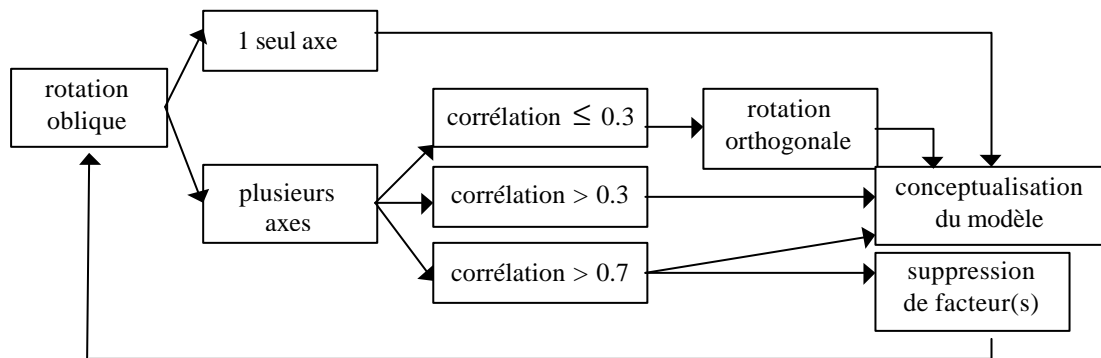 1 seul axe
rotation
oblique
corrélation ≤ 0.3
rotation
orthogonale
plusieurs
axes
corrélation > 0.3
conceptualisation
du modèle
corrélation > 0.7
suppression
de facteur(s)